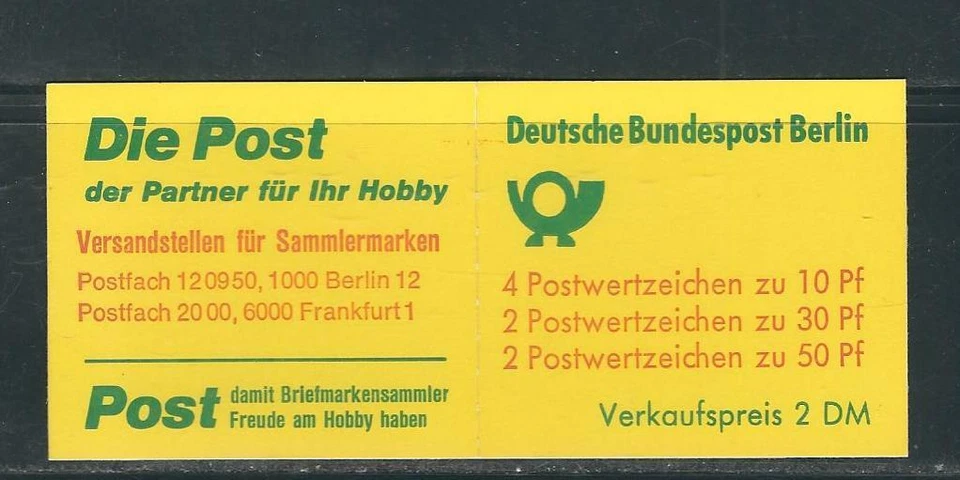 Die Post
der Partner für Ihr Hobby
Versandstellen für Sammlermarken
Postfach 120950, 1000 Berlin 12
Postfach 2000, 6000 Frankfurt 1
Post
damit Briefmarkensammler
Freude am Hobby haben
Deutsche Bundespost Berlin
4 Postwertzeichen zu 10 Pf
2 Postwertzeichen zu 30 Pf
2 Postwertzeichen zu 50 Pf
Verkaufspreis 2 DM